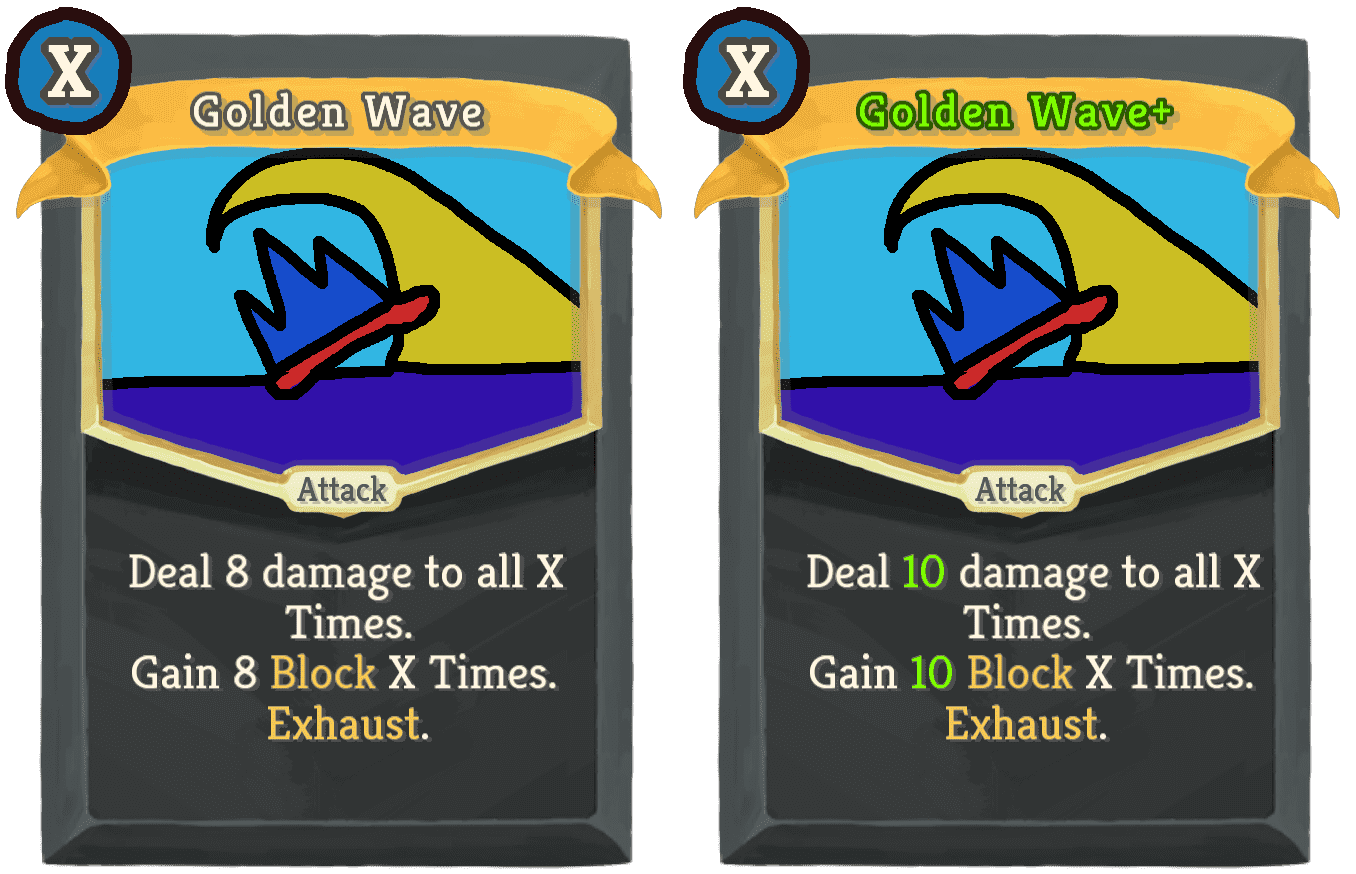 X
Golden Wave
Attack
Deal 8 damage to all X
Times.
Gain 8 Block X Times.
Exhaust.
X
Golden Wave+
Attack
Deal 10 damage to all X
Times.
Gain 10 Block X Times.
Exhaust.